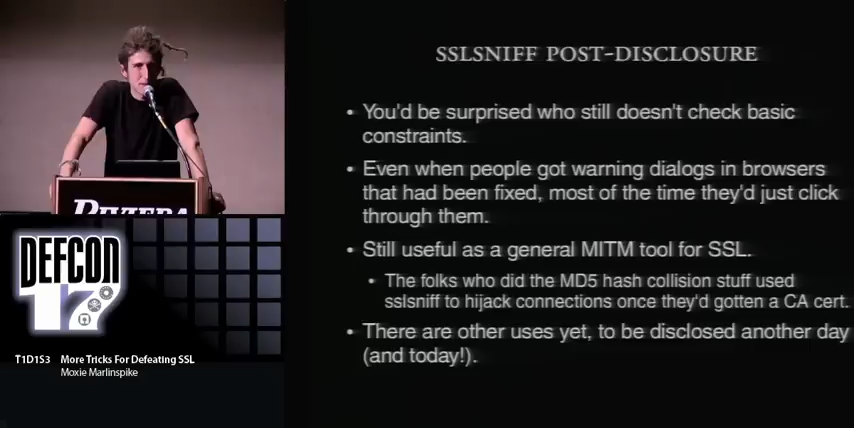 SSLSNIFF POST-DISCLOSURE
• You'd be surprised who still doesn't check basic
constraints.
• Even when people got warning dialogs in browsers
that had been fixed, most of the time they'd just click
through them.
• Still useful as a general MITM tool for SSL.
• The folks who did the MD5 hash collision stuff used
sslsniff to hijack connections once they'd gotten a CA cert.
• There are other uses yet, to be disclosed another day
(and today!).
RIVIERA
DEFCON
17
T1D1S3 More Tricks For Defeating SSL
Moxie Marlinspike